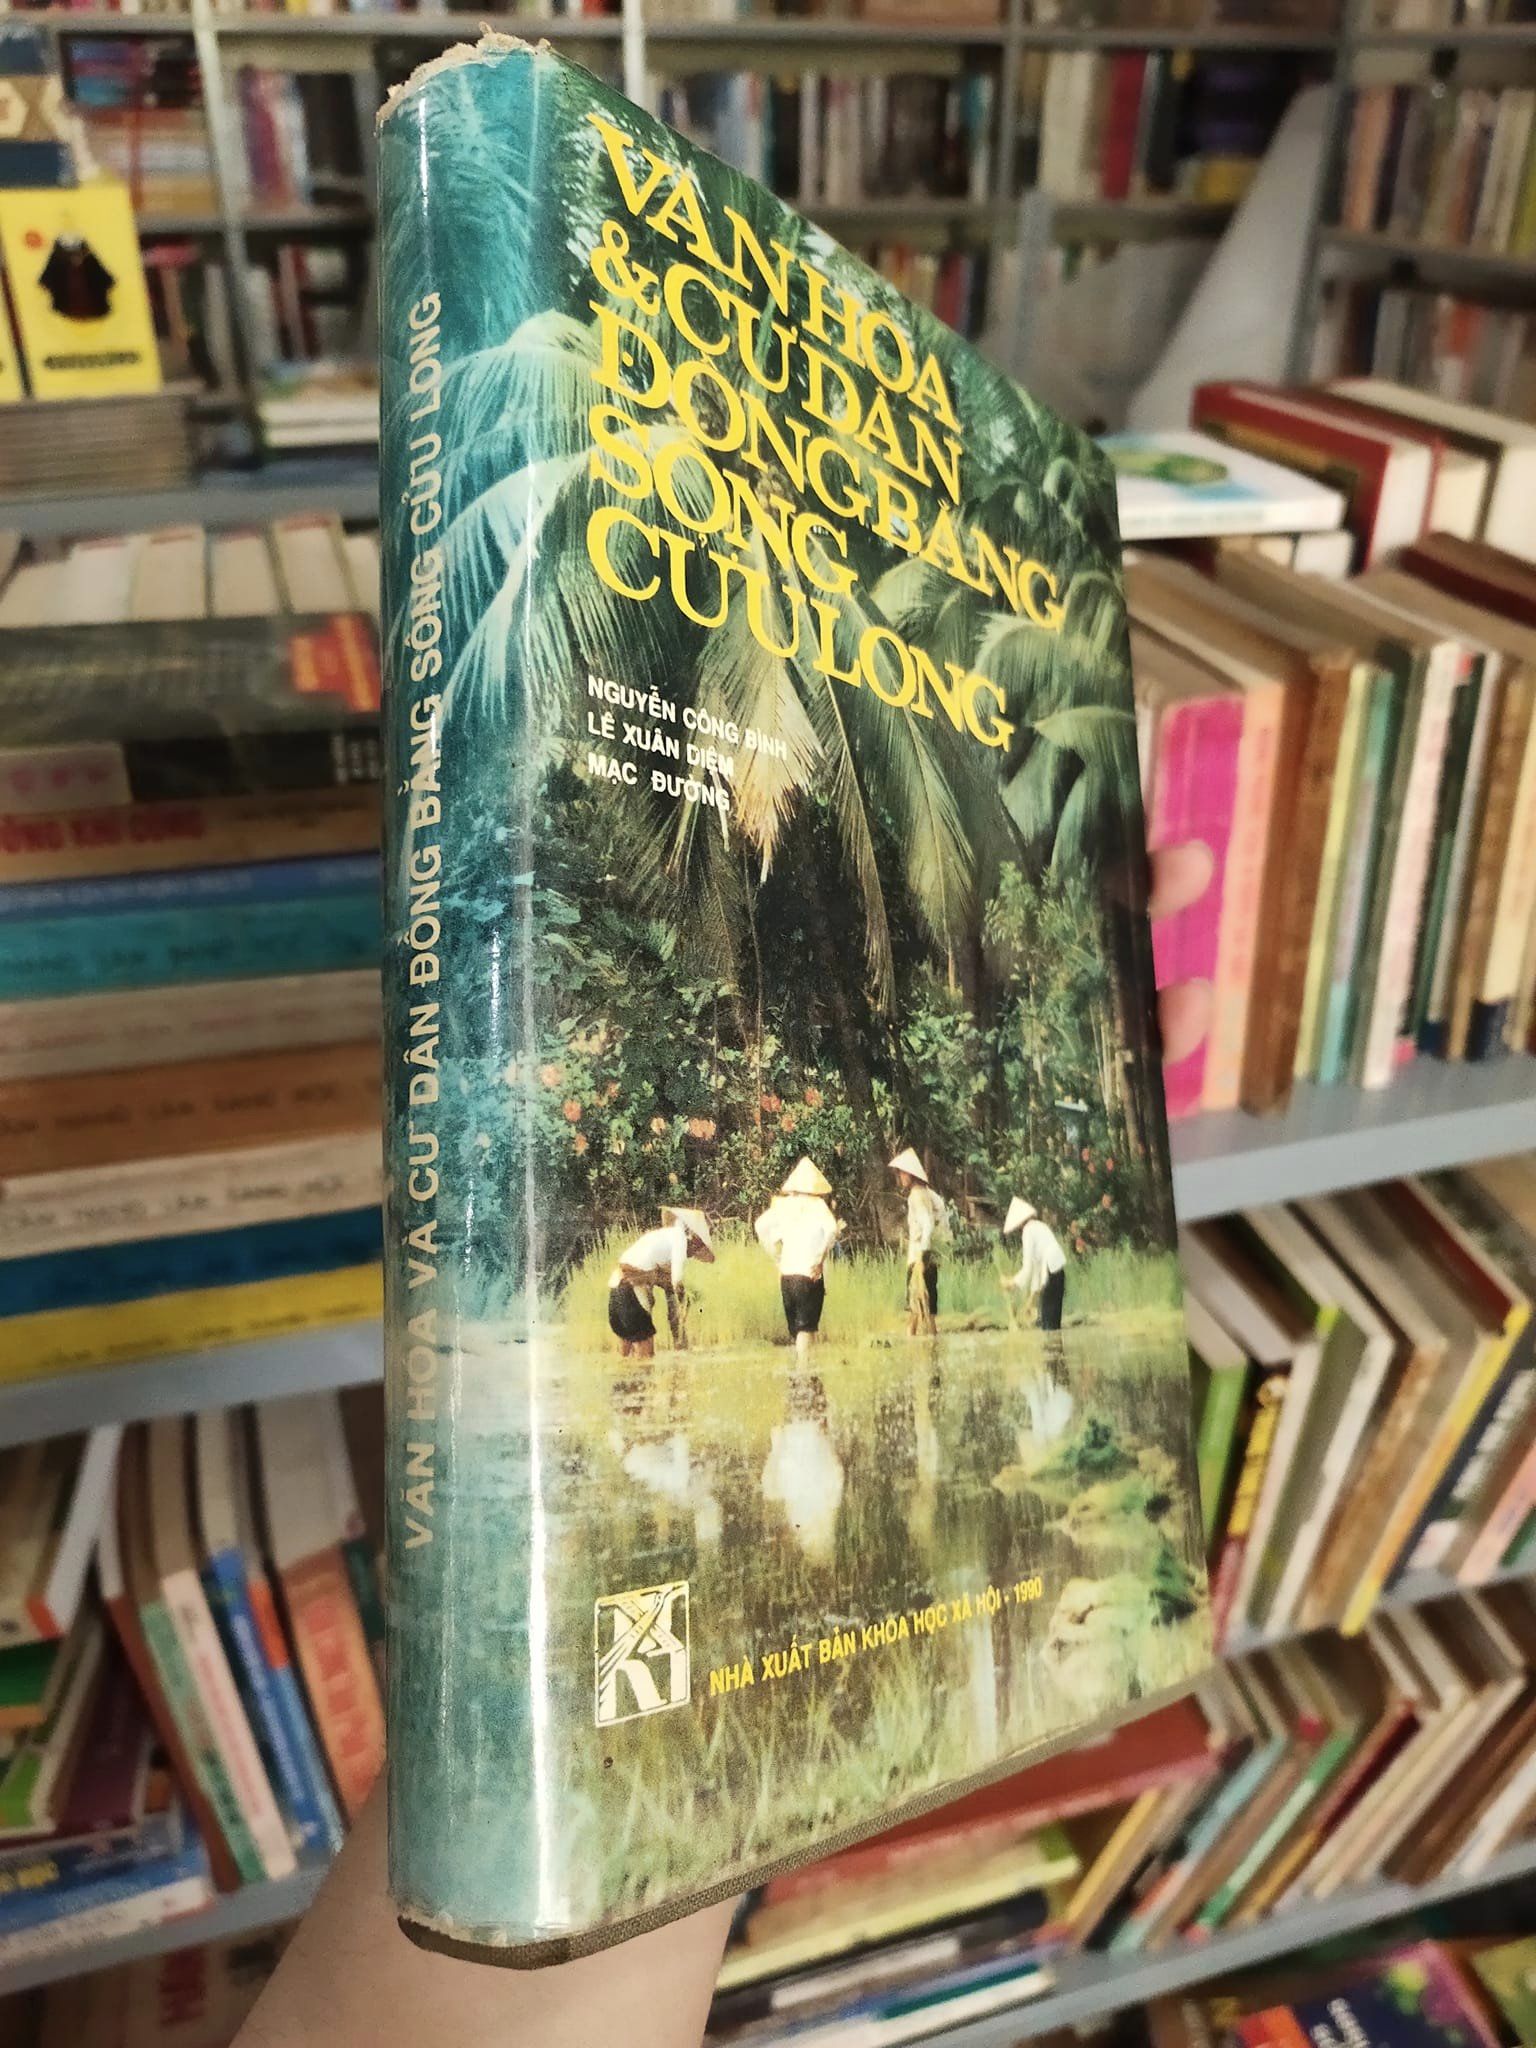 VĂN HÓA
& CƯ DÂN
ĐỒNG BẰNG
SÔNG
CỬU LONG
NGUYỄN CÔNG BÌNH
LÊ XUÂN DIỆM
MẠC ĐƯỜNG
NHÀ XUẤT BẢN KHOA HỌC XÃ HỘI - 1990
VĂN HÓA VÀ CƯ DÂN ĐỒNG BẰNG SÔNG CỬU LONG